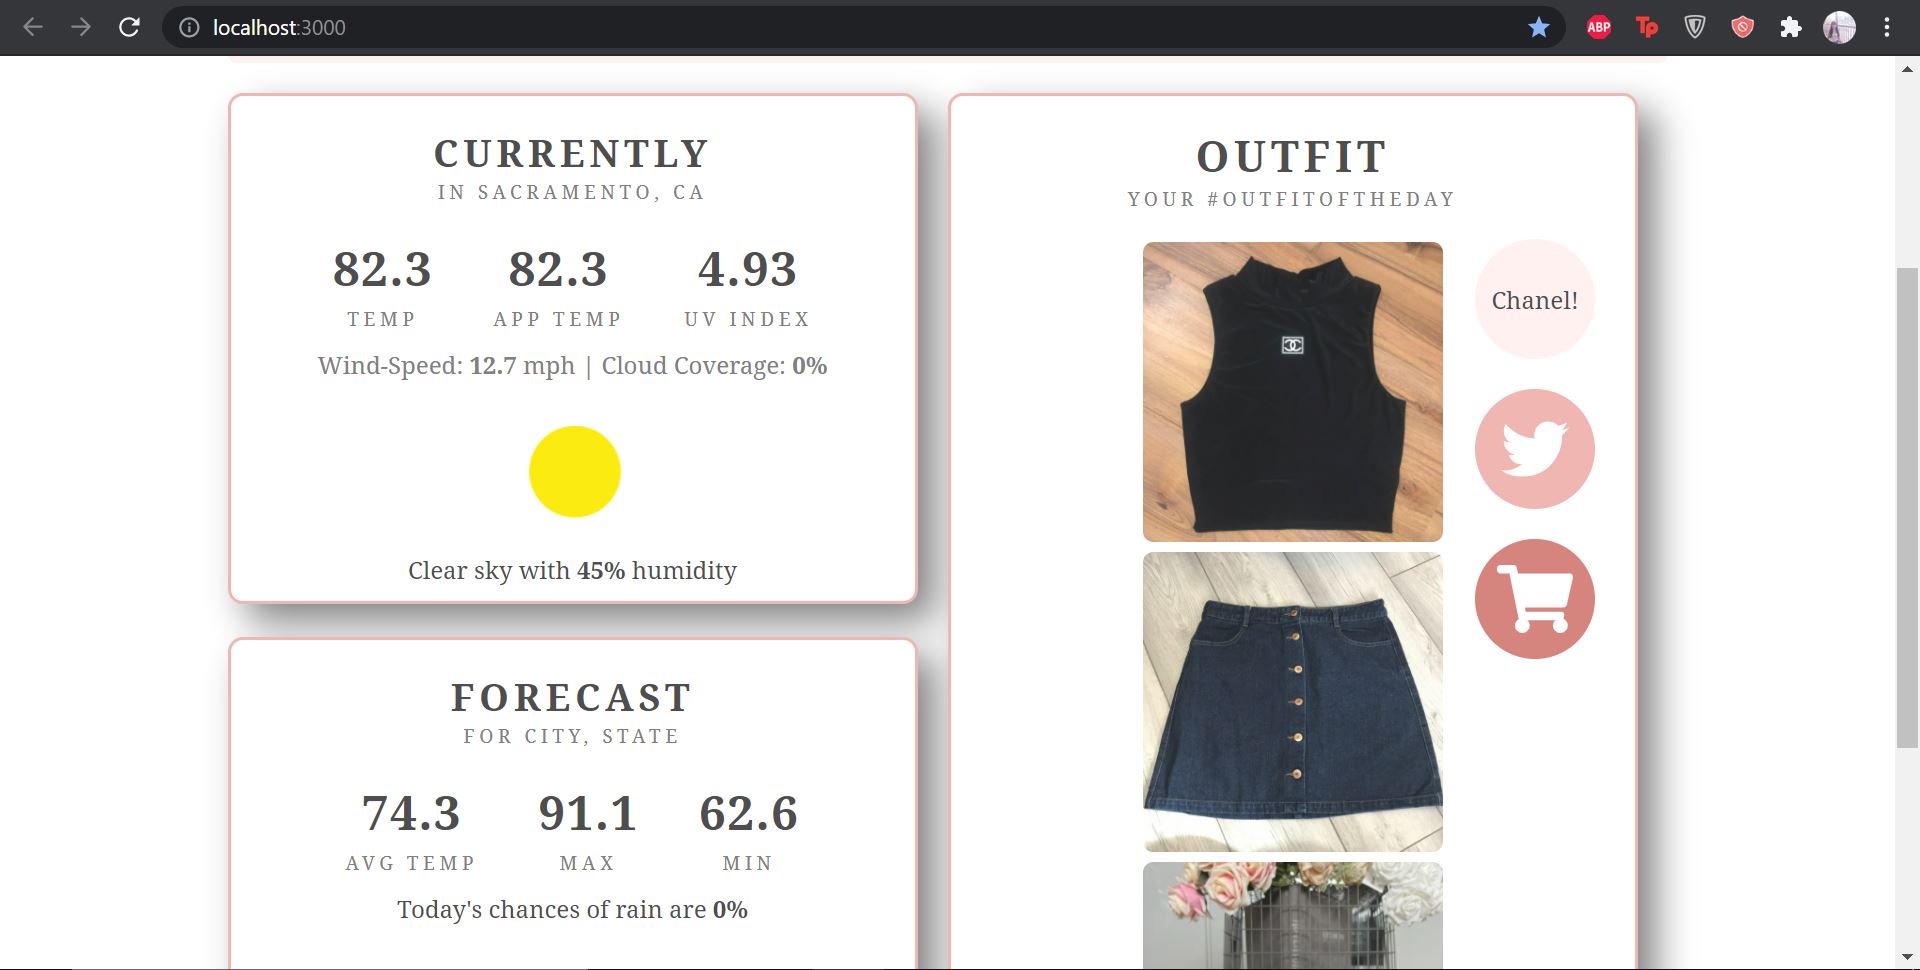 localhost:3000
ABP
Tp
CURRENTLY
IN SACRAMENTO, CA
82.3 82.3 4.93
TEMP APP TEMP UV INDEX
Wind-Speed: 12.7 mph | Cloud Coverage: 0%
Clear sky with 45% humidity
FORECAST
FOR CITY, STATE
74.3 91.1 62.6
AVG TEMP MAX MIN
Today's chances of rain are 0%
OUTFIT
YOUR #OUTFITOFTHEDAY
Chanel!